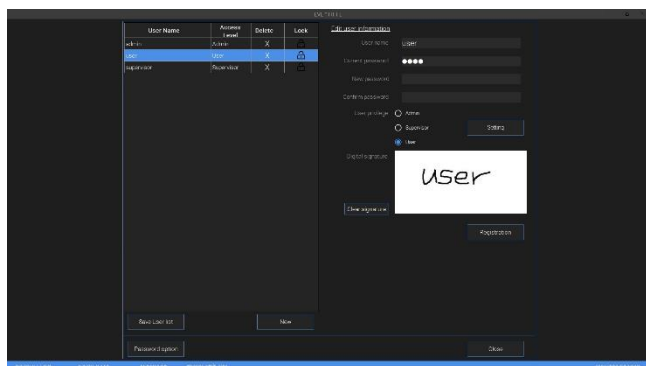 User Name Access Level Delete Lock
admin Admin X
user User X
supervisor Supervisor X
Save user list
New
Password option
Edit user information
User name user
Current password ●●●●
New password
Confirm password
User privilege Admin
Supervisor
User
Setting
Digital signature
user
Clear signature
Registration
Close